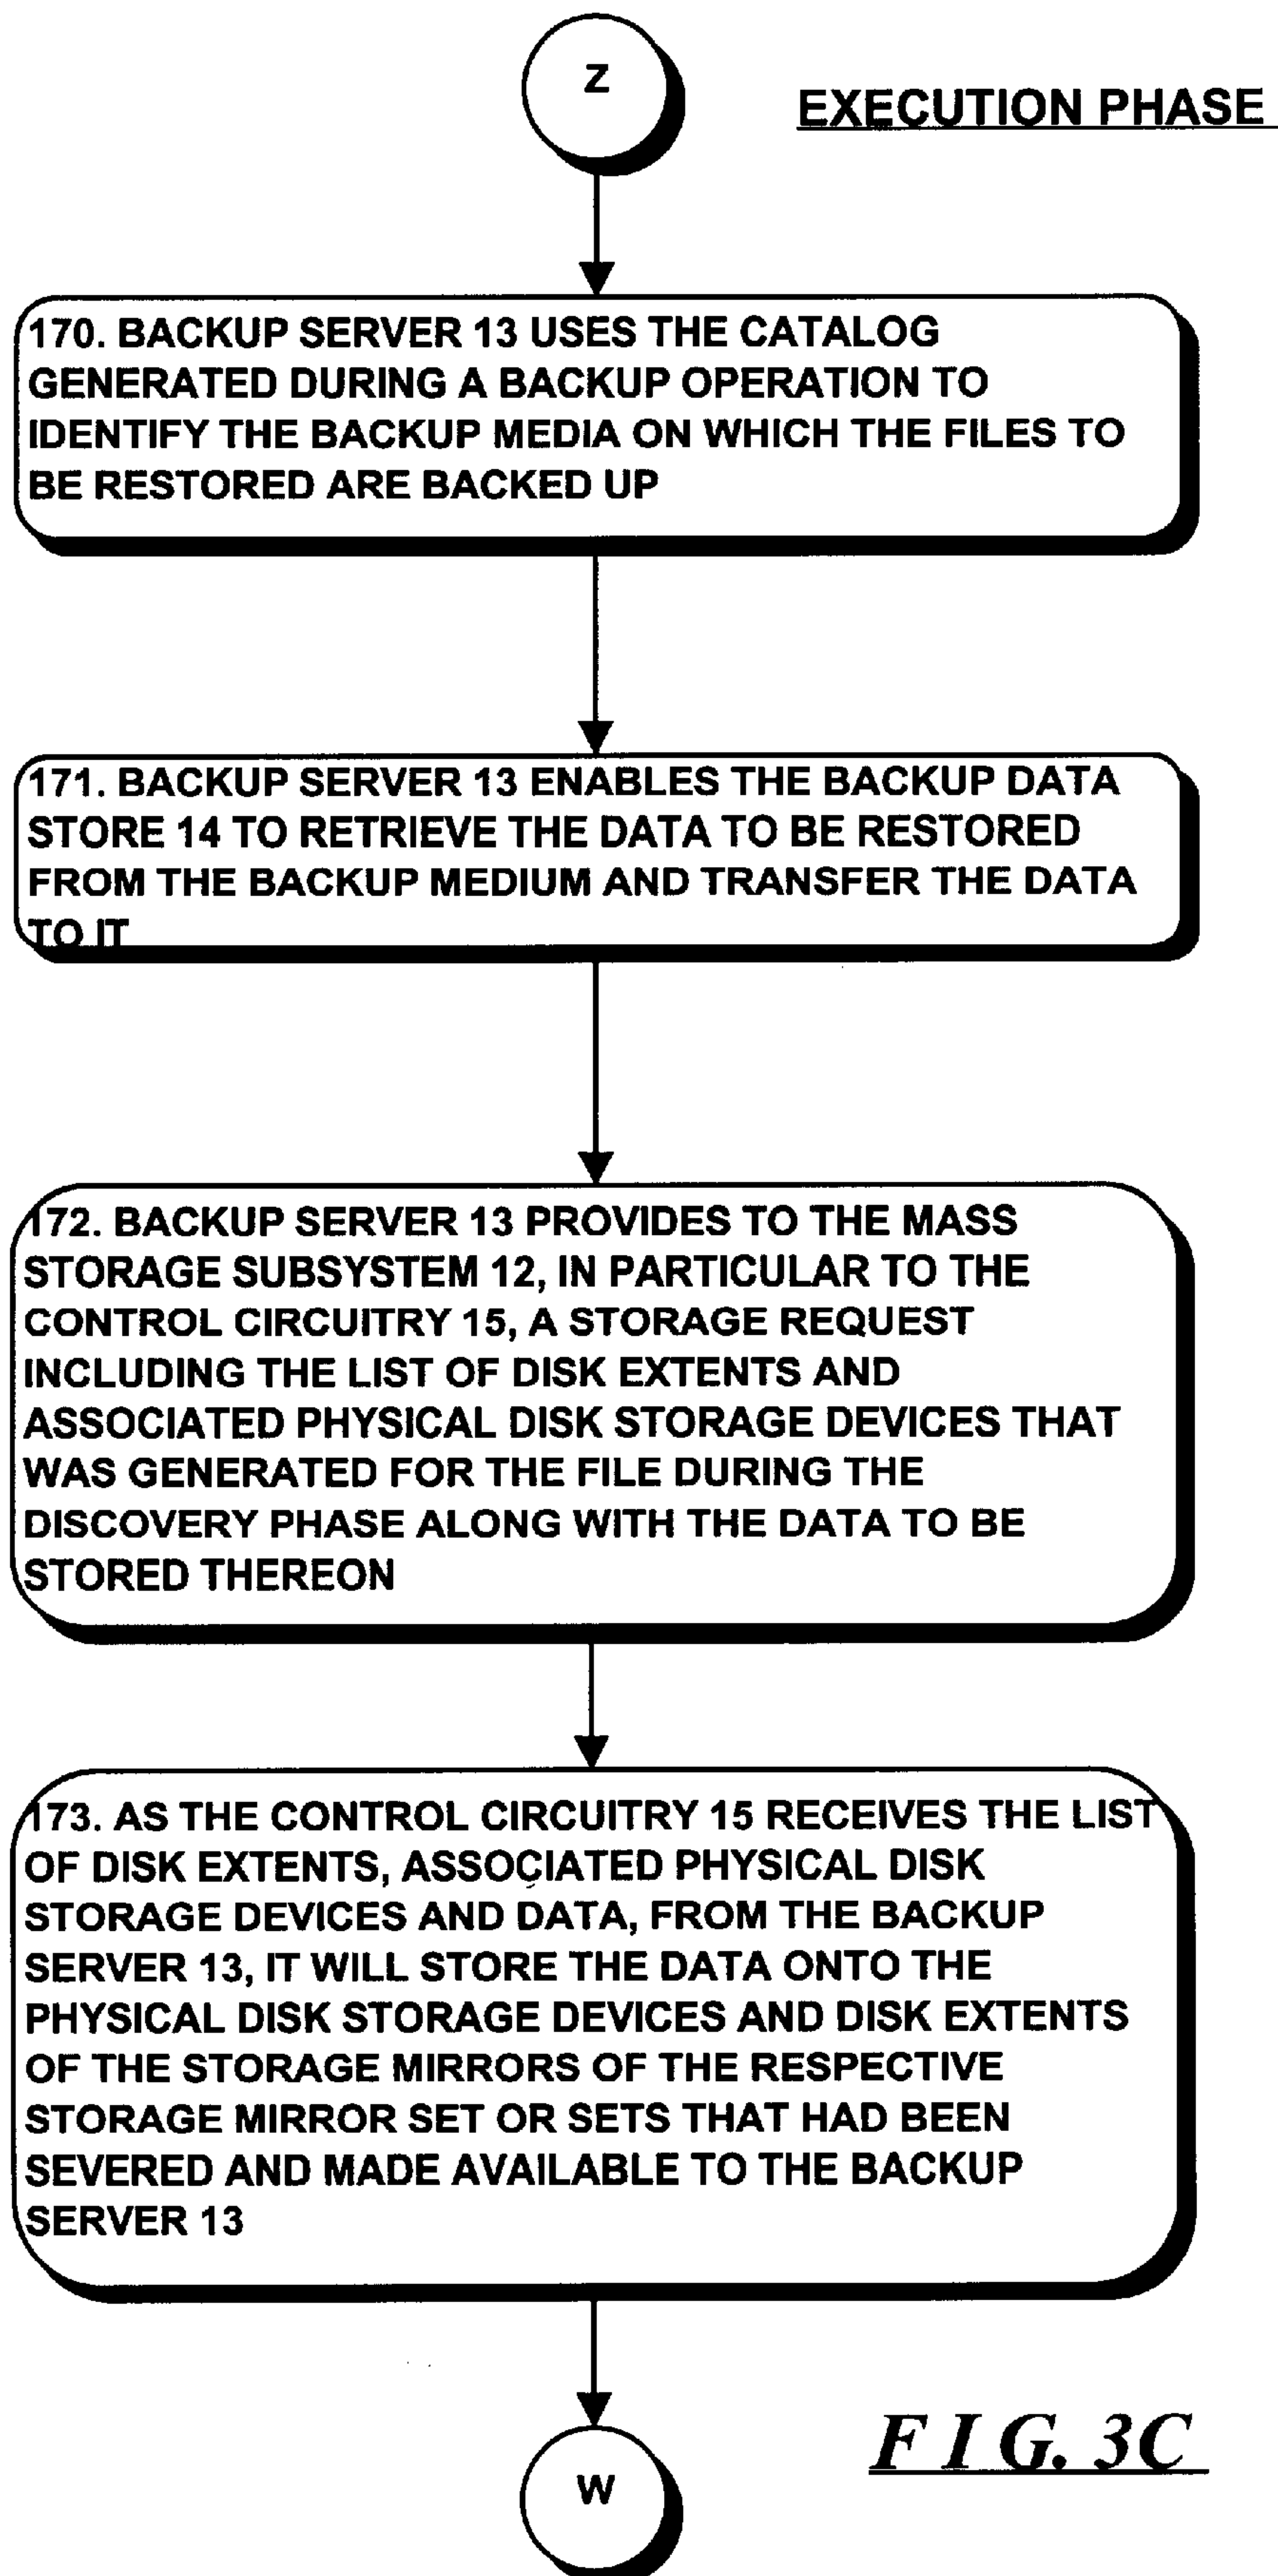 Z
EXECUTION PHASE
170. BACKUP SERVER 13 USES THE CATALOG
GENERATED DURING A BACKUP OPERATION TO
IDENTIFY THE BACKUP MEDIA ON WHICH THE FILES TO
BE RESTORED ARE BACKED UP
171. BACKUP SERVER 13 ENABLES THE BACKUP DATA
STORE 14 TO RETRIEVE THE DATA TO BE RESTORED
FROM THE BACKUP MEDIUM AND TRANSFER THE DATA
TO IT
172. BACKUP SERVER 13 PROVIDES TO THE MASS
STORAGE SUBSYSTEM 12, IN PARTICULAR TO THE
CONTROL CIRCUITRY 15, A STORAGE REQUEST
INCLUDING THE LIST OF DISK EXTENTS AND
ASSOCIATED PHYSICAL DISK STORAGE DEVICES THAT
WAS GENERATED FOR THE FILE DURING THE
DISCOVERY PHASE ALONG WITH THE DATA TO BE
STORED THEREON
173. AS THE CONTROL CIRCUITRY 15 RECEIVES THE LIST
OF DISK EXTENTS, ASSOCIATED PHYSICAL DISK
STORAGE DEVICES AND DATA, FROM THE BACKUP
SERVER 13, IT WILL STORE THE DATA ONTO THE
PHYSICAL DISK STORAGE DEVICES AND DISK EXTENTS
OF THE STORAGE MIRRORS OF THE RESPECTIVE
STORAGE MIRROR SET OR SETS THAT HAD BEEN
SEVERED AND MADE AVAILABLE TO THE BACKUP
SERVER 13
W
FIG. 3C